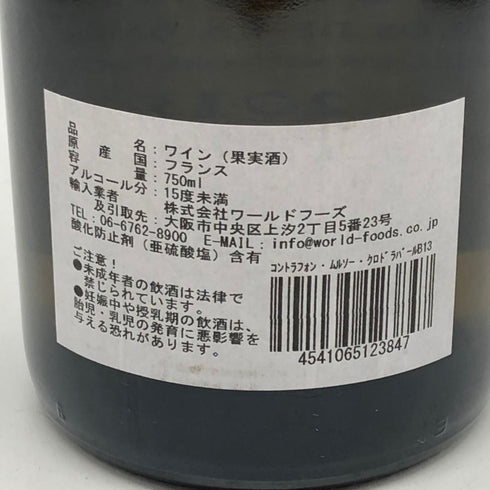 品名：ワイン（果実酒）
原産国：フランス
容量：750ml
アルコール分：15度未満
輸入業者 株式会社ワールドフーズ
及引取先：大阪市中央区上汐2丁目5番23号
TEL：06-6762-8900 E-MAIL：info@world-foods.co.jp
酸化防止剤（亜硫酸塩）含有
ご注意！
●未成年者の飲酒は法律で
禁じられています。
●妊娠中や授乳期の飲酒は、
胎児・乳児の発育に悪影響を
与える恐れがあります。
コントラフォン・ムルソー・クロドラバールB13
4541065123847